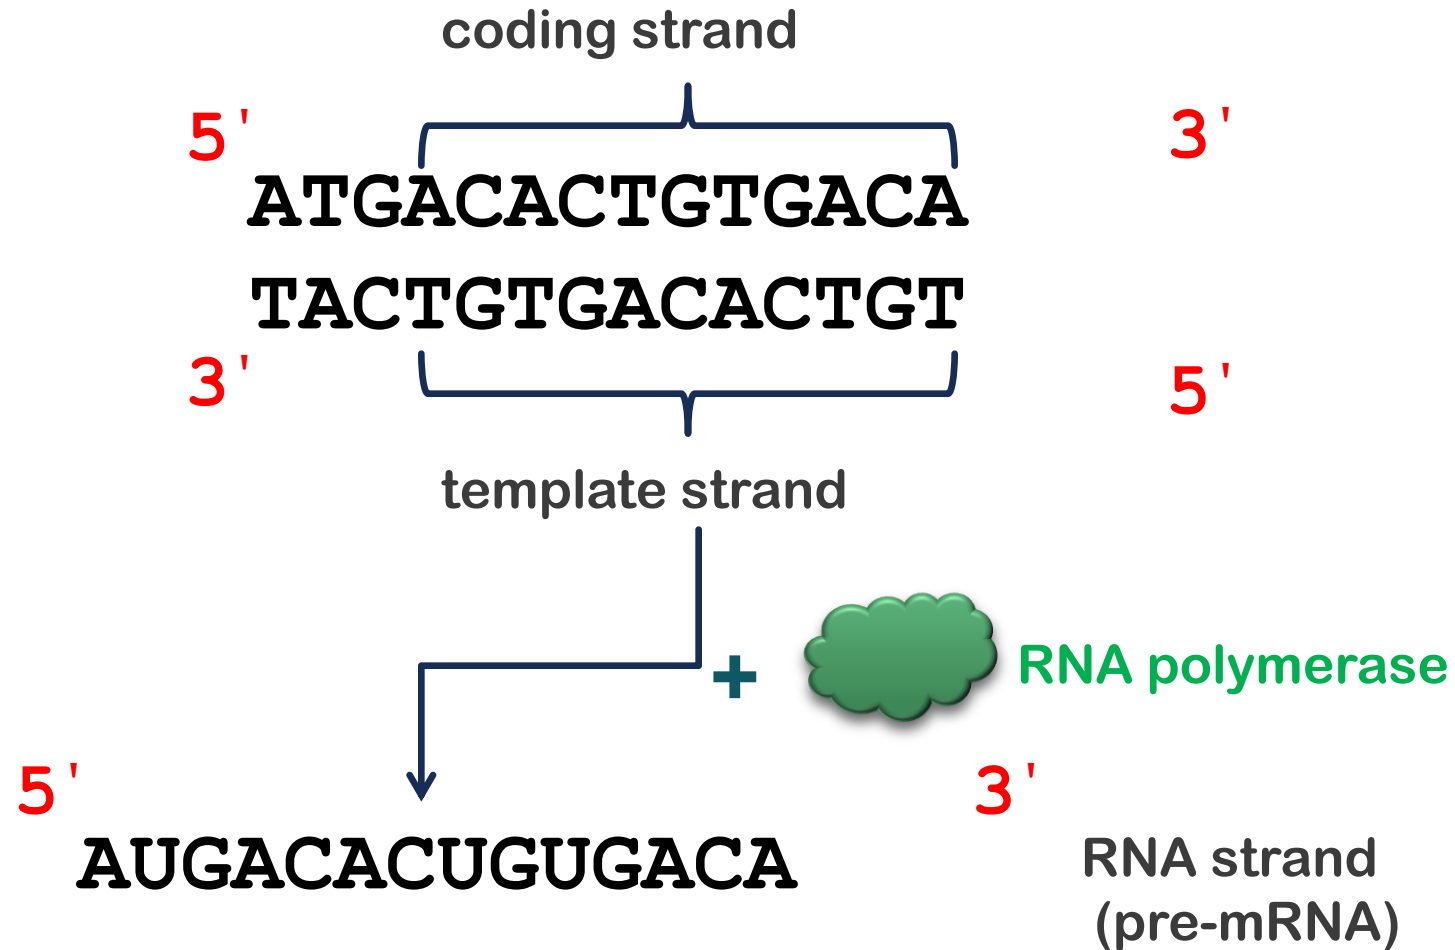 coding strand
5' 3'
ATGACACTGTGACA
TACTGTGACACTGT
3' 5'
template strand
+ RNA polymerase
5' 3'
AUGACACUGUGACA
RNA strand
(pre-mRNA)